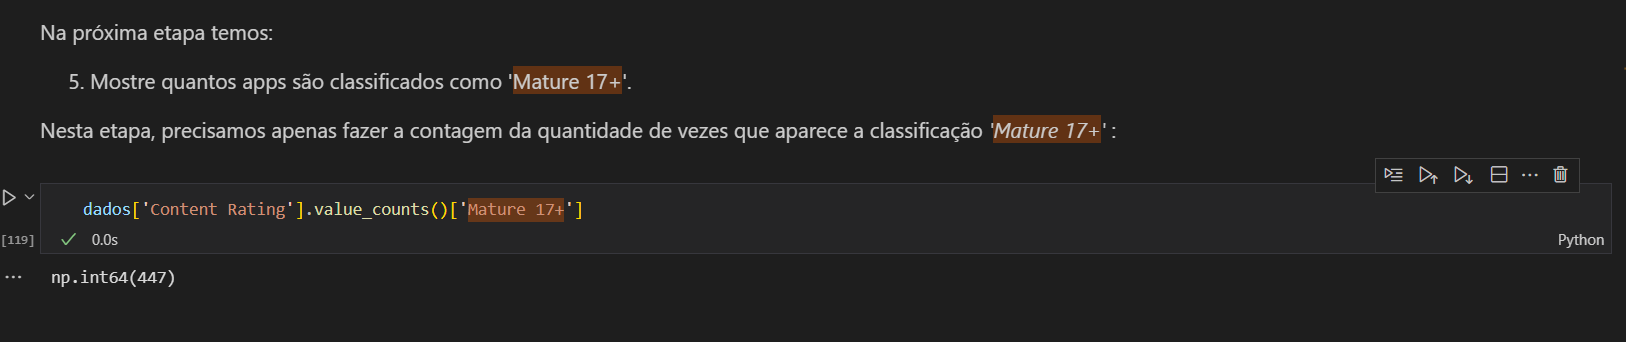 Na próxima etapa temos:
5. Mostre quantos apps são classificados como 'Mature 17+'.
Nesta etapa, precisamos apenas fazer a contagem da quantidade de vezes que aparece a classificação 'Mature 17+' :
dados['Content Rating'].value_counts()['Mature 17+']
[119]
0.0s
Python
np.int64(447)